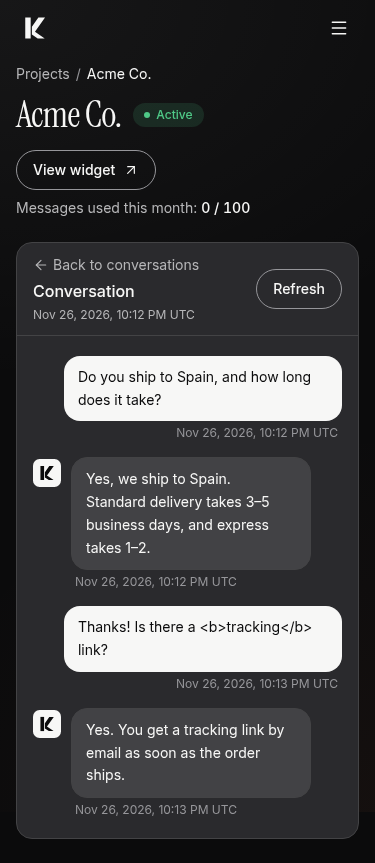 Projects / Acme Co.
Acme Co.
Active
View widget
Messages used this month: 0 / 100
Back to conversations
Conversation
Nov 26, 2026, 10:12 PM UTC
Refresh
Do you ship to Spain, and how long
does it take?
Nov 26, 2026, 10:12 PM UTC
Yes, we ship to Spain.
Standard delivery takes 3–5
business days, and express
takes 1–2.
Nov 26, 2026, 10:12 PM UTC
Thanks! Is there a <b>tracking</b>
link?
Nov 26, 2026, 10:13 PM UTC
Yes. You get a tracking link by
email as soon as the order
ships.
Nov 26, 2026, 10:13 PM UTC